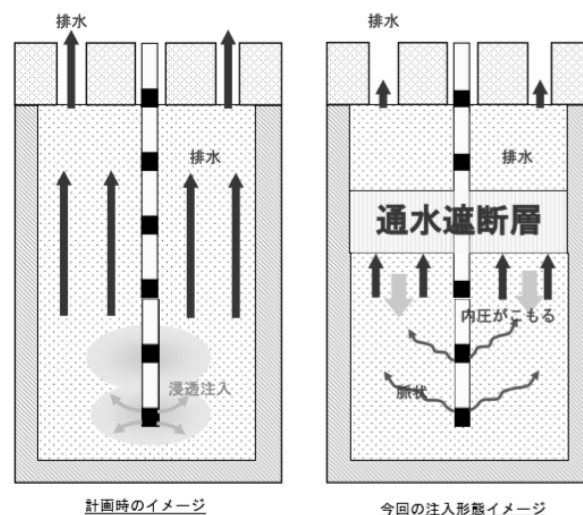 排水
排水
浸透注入
計画時のイメージ
排水
排水
通水遮断層
内圧がこもる
脈状
今回の注入形態イメージ